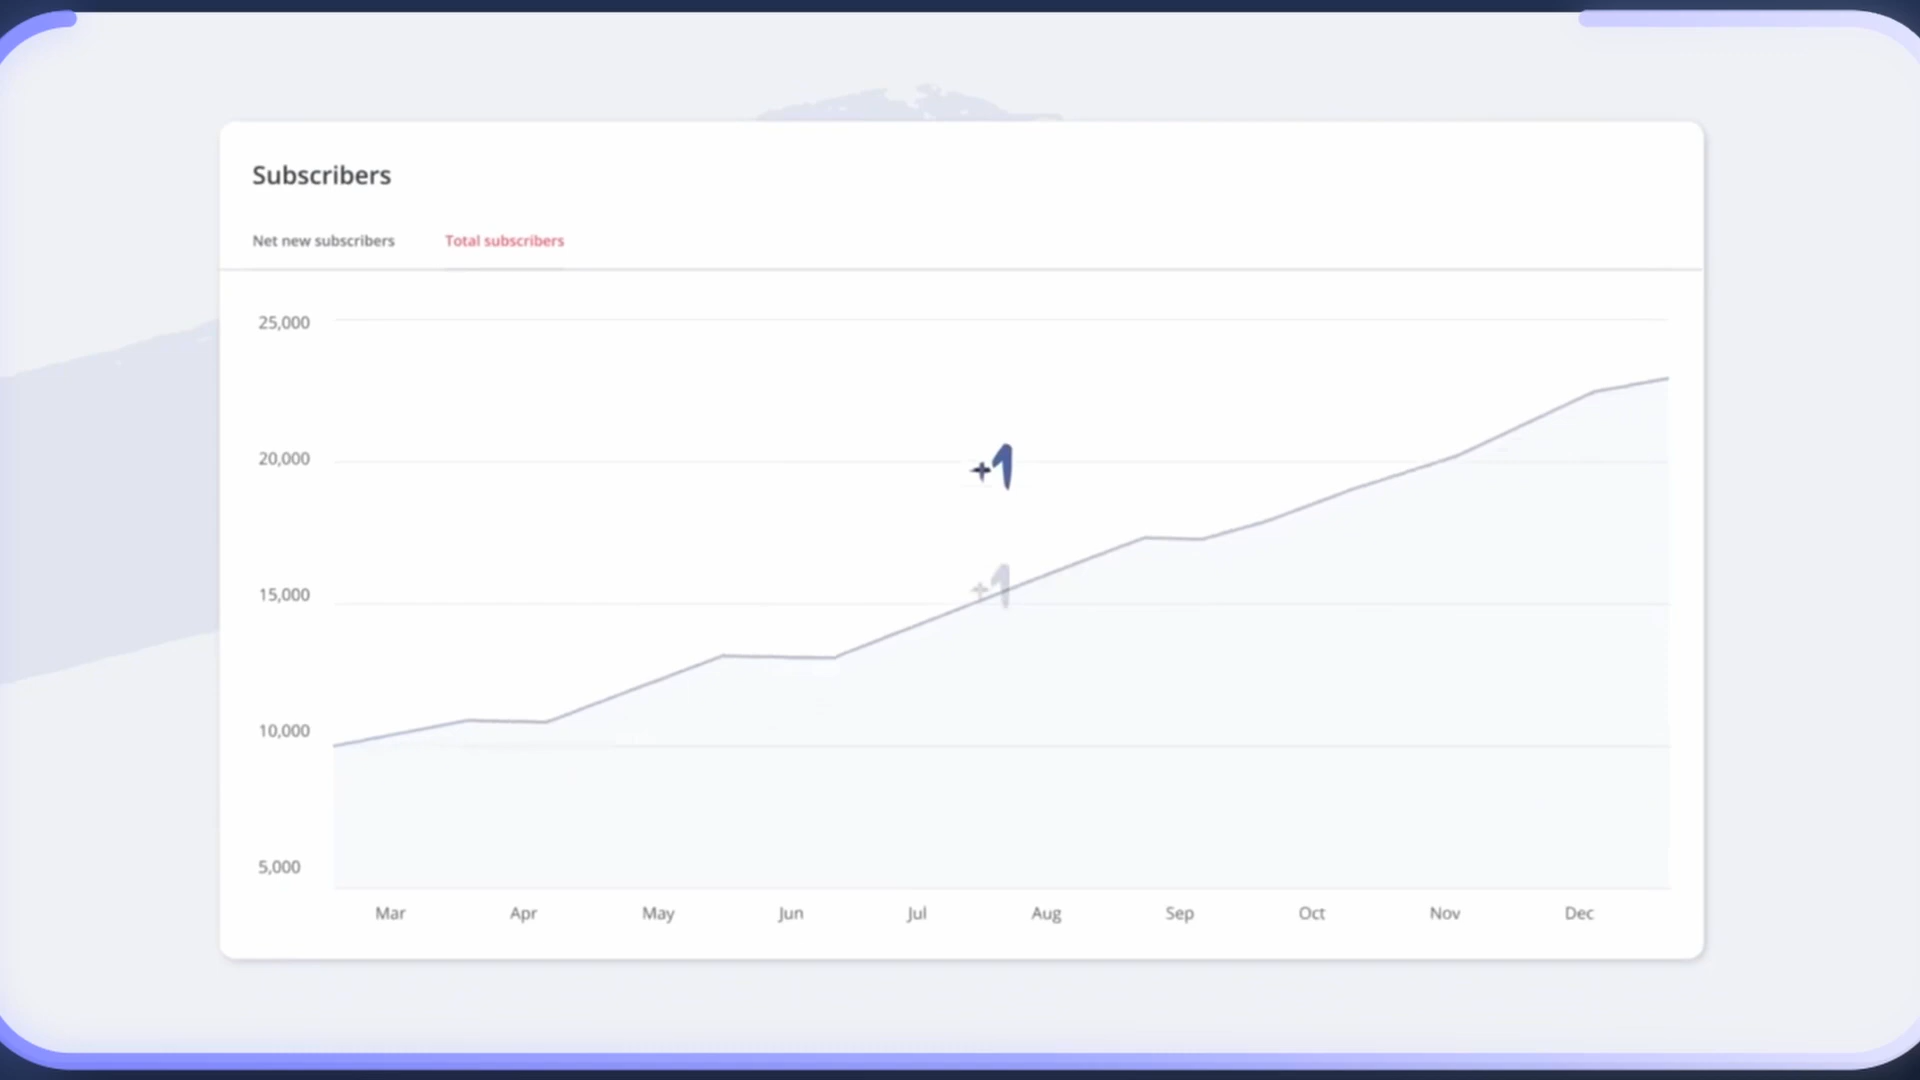 Subscribers
Net new subscribers Total subscribers
25,000
20,000
+1
15,000
+1
10,000
5,000
Mar Apr May Jun Jul Aug Sep Oct Nov Dec